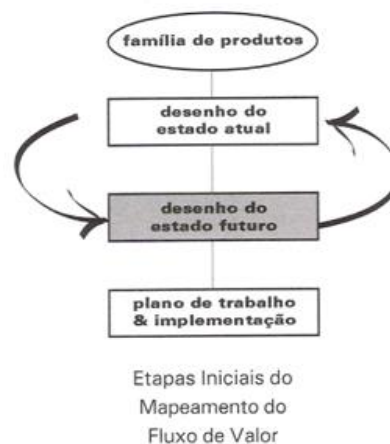 família de produtos
desenho do
estado atual
desenho do
estado futuro
plano de trabalho
& implementação
Etapas Iniciais do
Mapeamento do
Fluxo de Valor